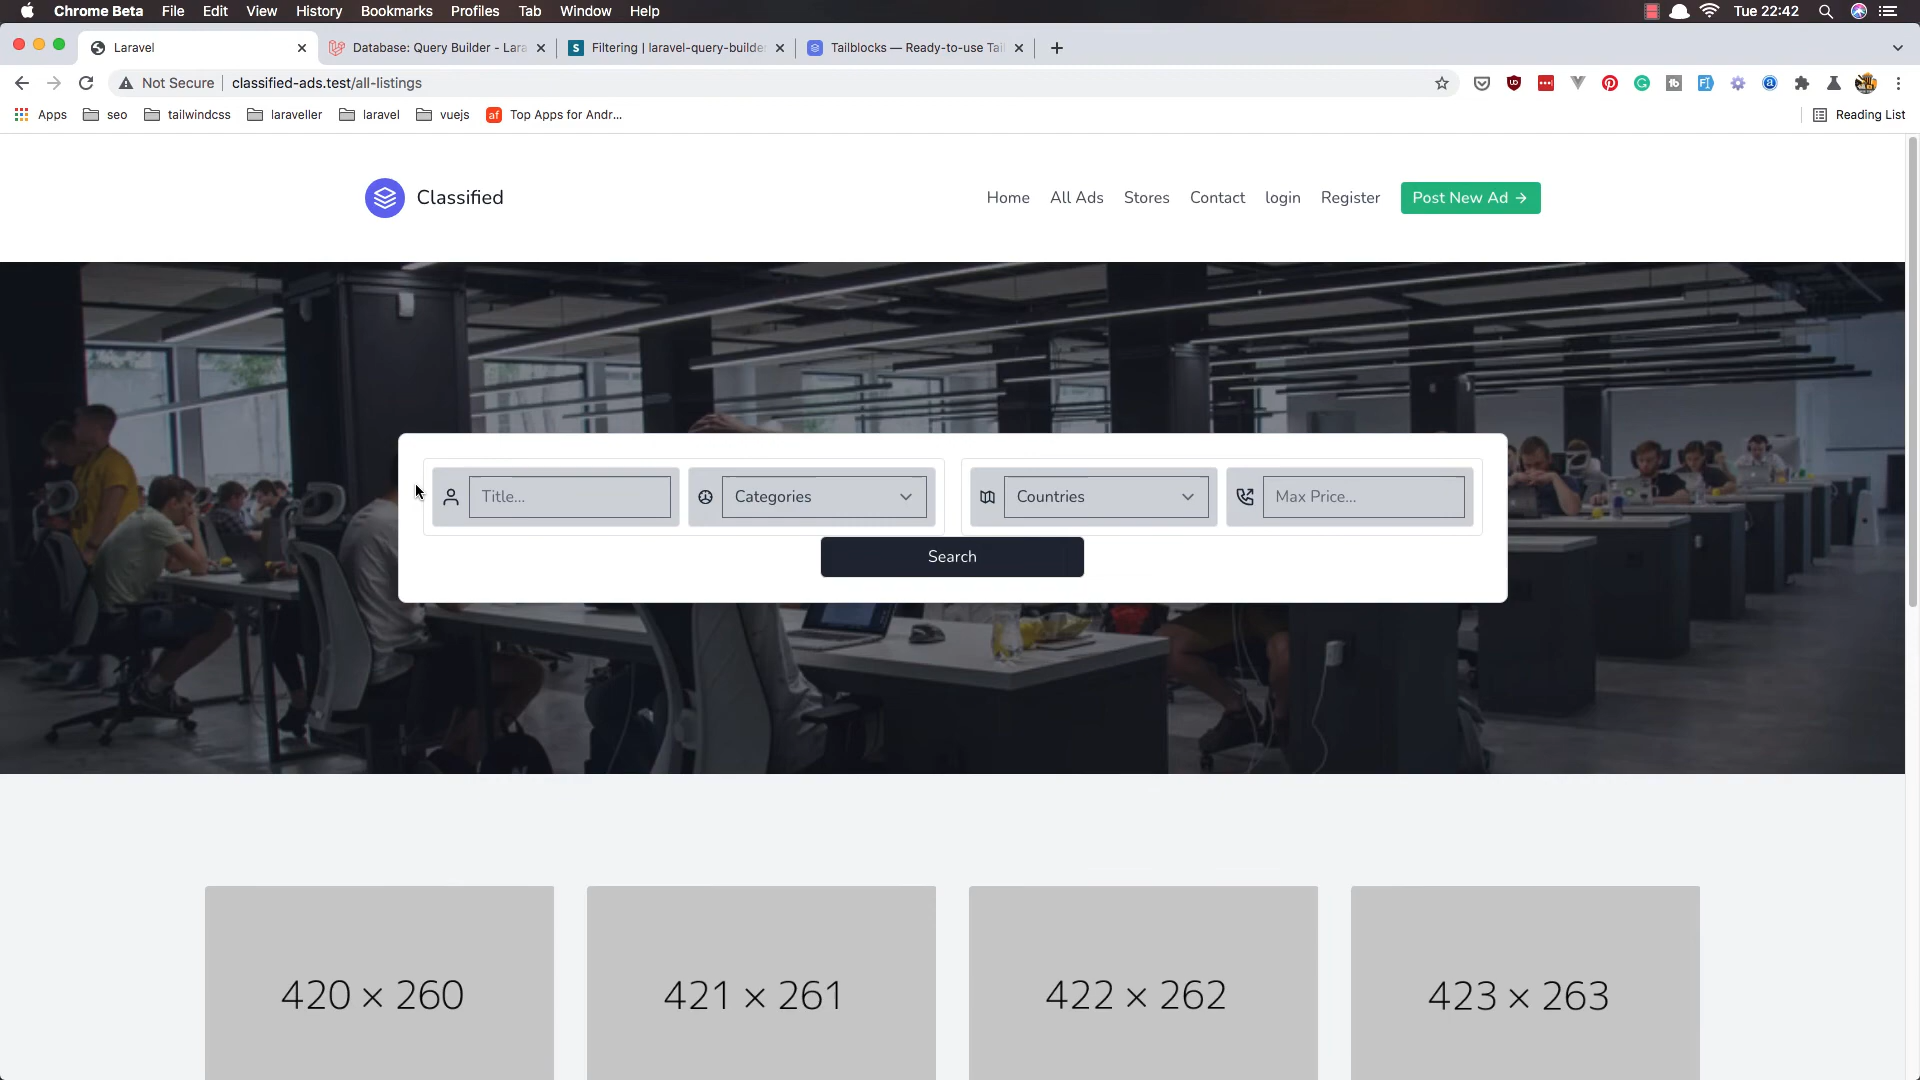 Chrome Beta File Edit View History Bookmarks Profiles Tab Window Help Tue 22:42
Laravel Database: Query Builder - Lara Filtering | laravel-query-builde Tailblocks — Ready-to-use Tai
Not Secure classified-ads.test/all-listings
Apps seo tailwindcss laraveller laravel vuejs af Top Apps for Andr... Reading List
Classified Home All Ads Stores Contact login Register Post New Ad →
Title... Categories Countries Max Price...
Search
420 × 260 421 × 261 422 × 262 423 × 263